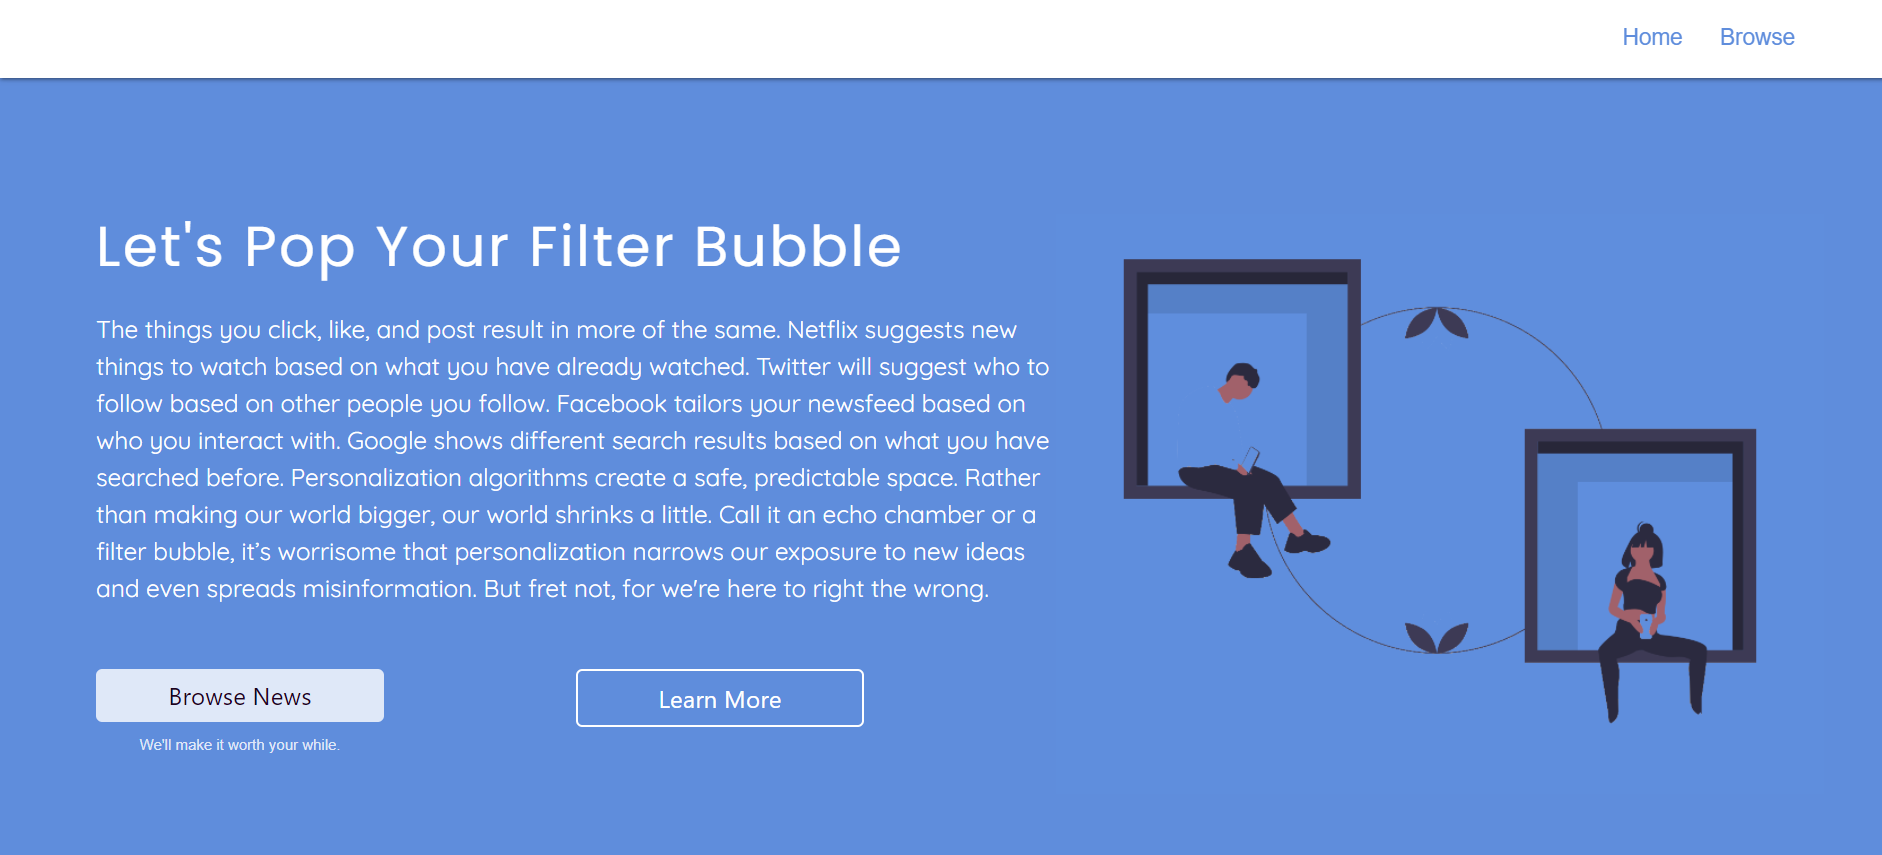 Home Browse
Let's Pop Your Filter Bubble
The things you click, like, and post result in more of the same. Netflix suggests new
things to watch based on what you have already watched. Twitter will suggest who to
follow based on other people you follow. Facebook tailors your newsfeed based on
who you interact with. Google shows different search results based on what you have
searched before. Personalization algorithms create a safe, predictable space. Rather
than making our world bigger, our world shrinks a little. Call it an echo chamber or a
filter bubble, it’s worrisome that personalization narrows our exposure to new ideas
and even spreads misinformation. But fret not, for we're here to right the wrong.
Browse News
Learn More
We'll make it worth your while.